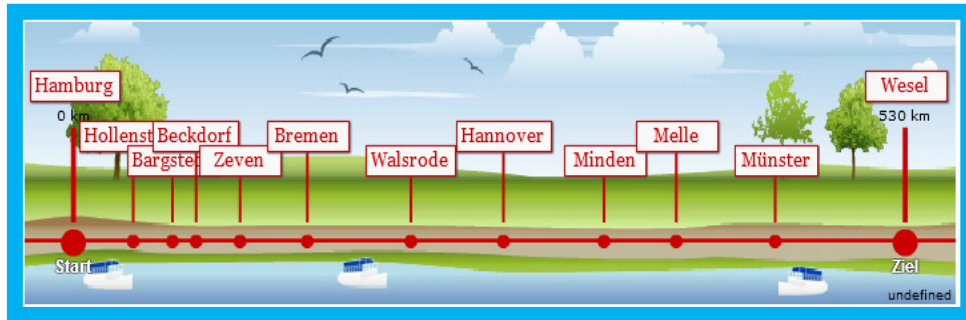 Hamburg
0 km
Hollenst
Bargste
Beckdorf
Zeven
Bremen
Walsrode
Hannover
Minden
Melle
Münster
Wesel
530 km
Start
Ziel
undefined